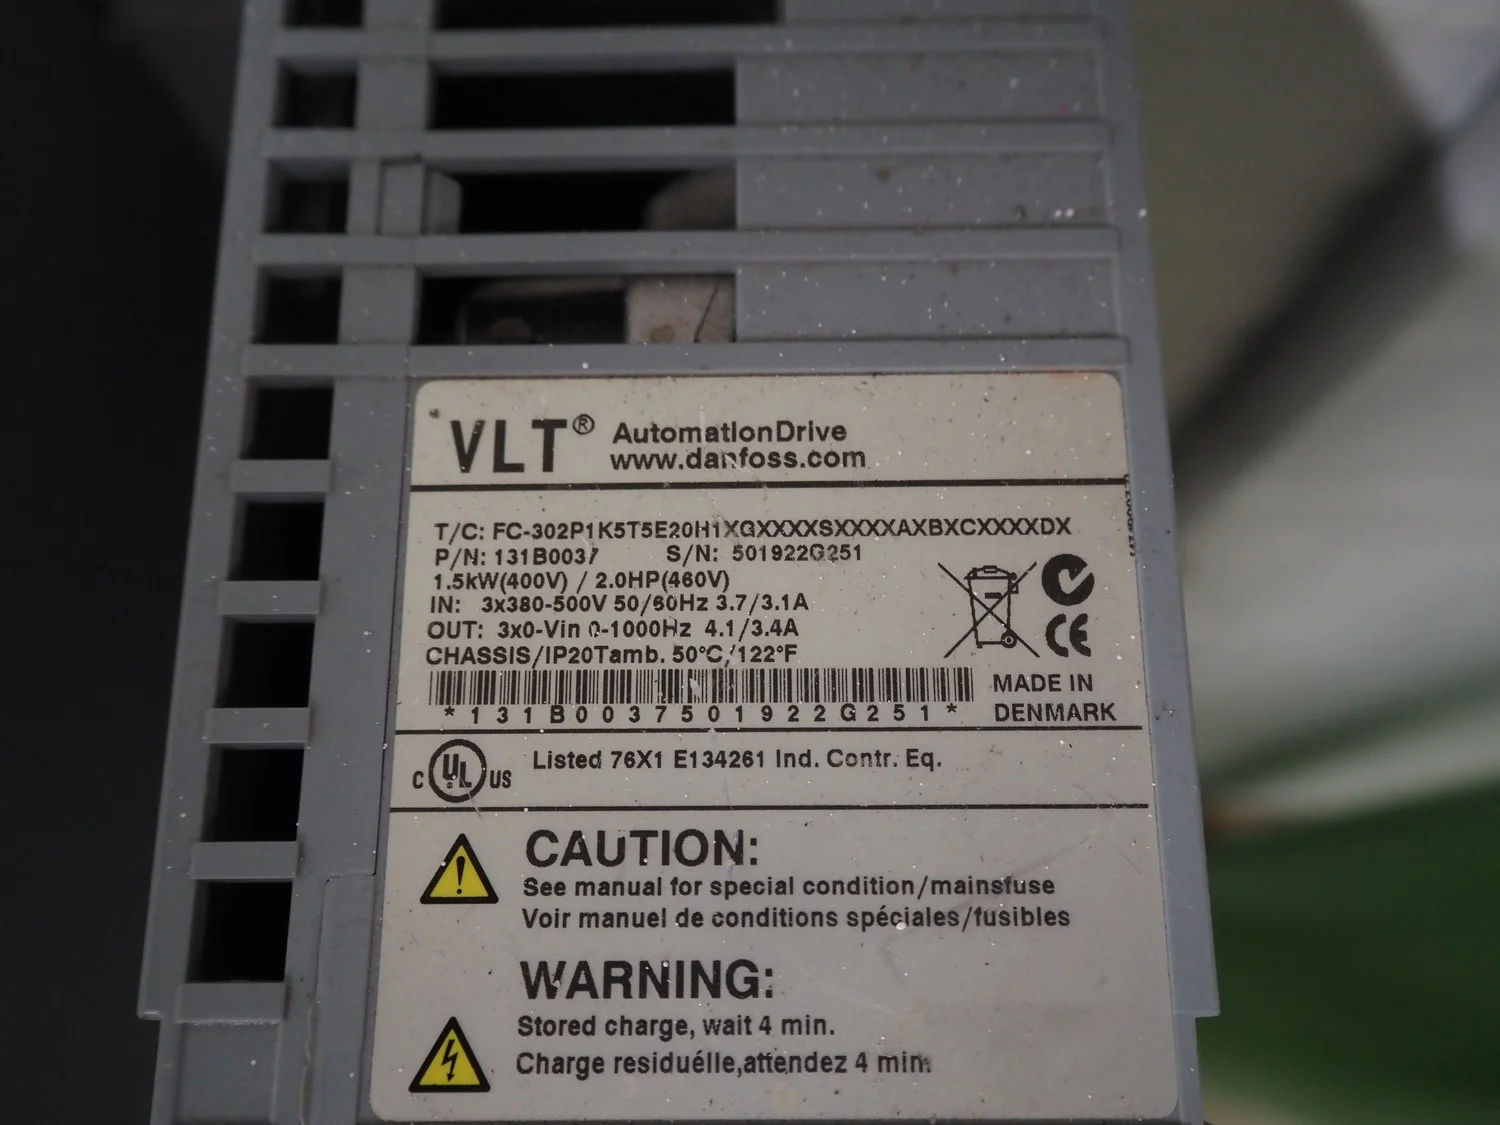 VLT® AutomationDrive
www.danfoss.com
T/C: FC-302P1K5T5E20H1XGXXXXSXXXXAXBXCXXXXDX
P/N: 131B0037 S/N: 501922G251
1.5kW(400V) / 2.0HP(460V)
IN: 3x380-500V 50/60Hz 3.7/3.1A
OUT: 3x0-Vin 0-1000Hz 4.1/3.4A
CHASSIS/IP20Tamb. 50°C/122°F
*131B0037501922G251*
MADE IN
DENMARK
CE
C UL US Listed 76X1 E134261 Ind. Contr. Eq.
CAUTION:
See manual for special condition/mainsfuse
Voir manuel de conditions spéciales/fusibles
WARNING:
Stored charge, wait 4 min.
Charge residuélle,attendez 4 min.